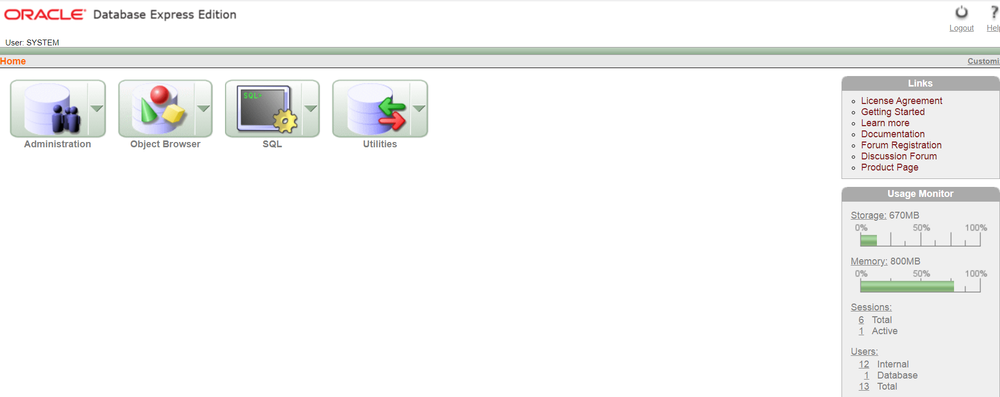 ORACLE® Database Express Edition
Logout
Hel
User: SYSTEM
Home
Customi
SQL>
Administration
Object Browser
SQL
Utilities
Links
License Agreement
Getting Started
Learn more
Documentation
Forum Registration
Discussion Forum
Product Page
Usage Monitor
Storage: 670MB
0% 50% 100%
Memory: 800MB
0% 50% 100%
Sessions:
6 Total
1 Active
Users:
12 Internal
1 Database
13 Total